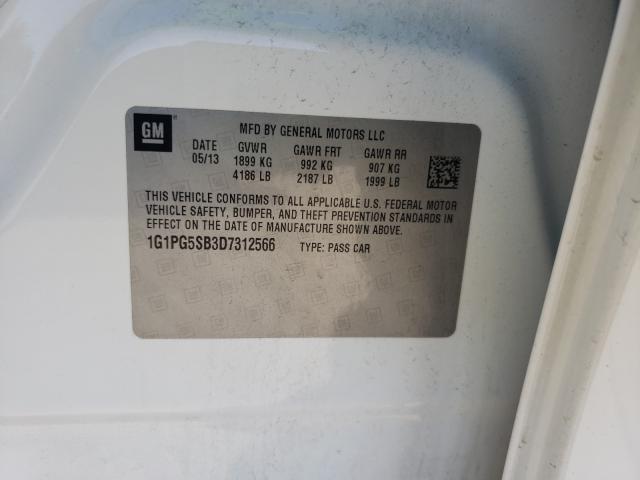 GM
MFD BY GENERAL MOTORS LLC
DATE GVWR GAWR FRT GAWR RR
05/13 1899 KG 992 KG 907 KG
4186 LB 2187 LB 1999 LB
THIS VEHICLE CONFORMS TO ALL APPLICABLE U.S. FEDERAL MOTOR
VEHICLE SAFETY, BUMPER, AND THEFT PREVENTION STANDARDS IN
EFFECT ON THE DATE OF MANUFACTURE SHOWN ABOVE.
1G1PG5SB3D7312566 TYPE: PASS CAR